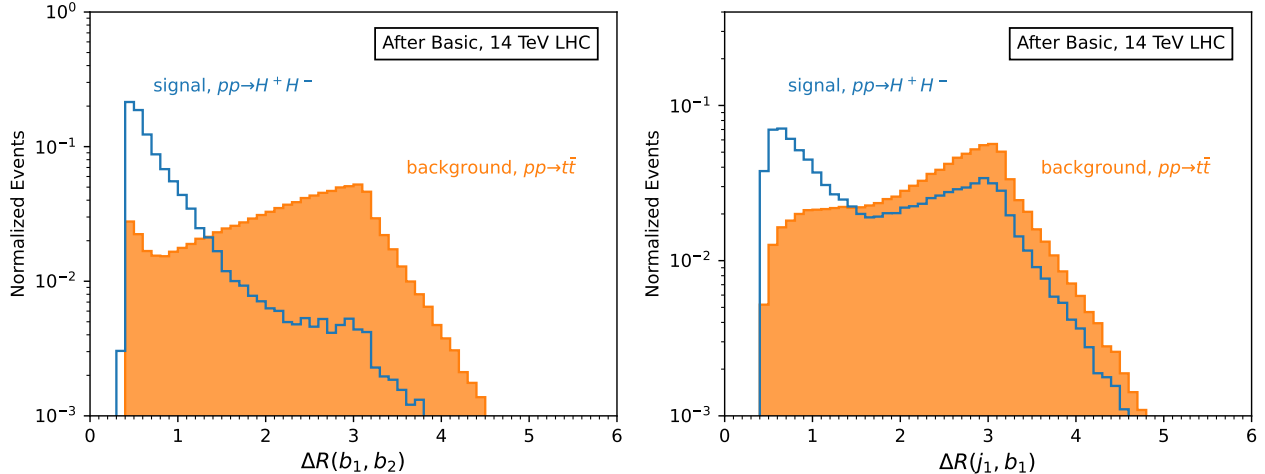 After Basic, 14 TeV LHC
signal, pp→H⁺H⁻
background, pp→tt̄
Normalized Events
10⁰
10⁻¹
10⁻²
10⁻³
0 1 2 3 4 5 6
ΔR(b₁, b₂)
After Basic, 14 TeV LHC
signal, pp→H⁺H⁻
background, pp→tt̄
Normalized Events
10⁻¹
10⁻²
10⁻³
0 1 2 3 4 5 6
ΔR(j₁, b₁)